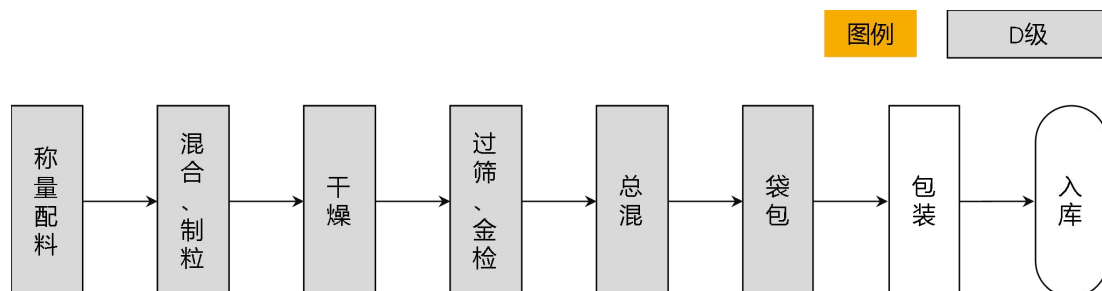 图例
D级
称量配料
混合、制粒
干燥
过筛、金检
总混
袋包
包装
入库